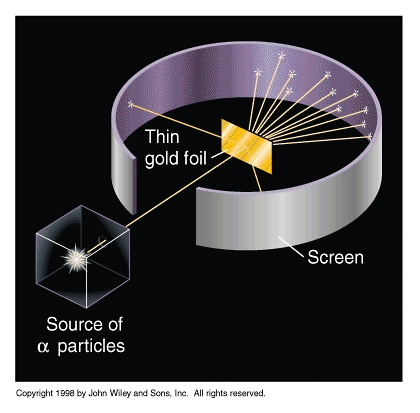 Thin
gold foil
Screen
Source of
α particles
Copyright 1998 by John Wiley and Sons, Inc. All rights reserved.